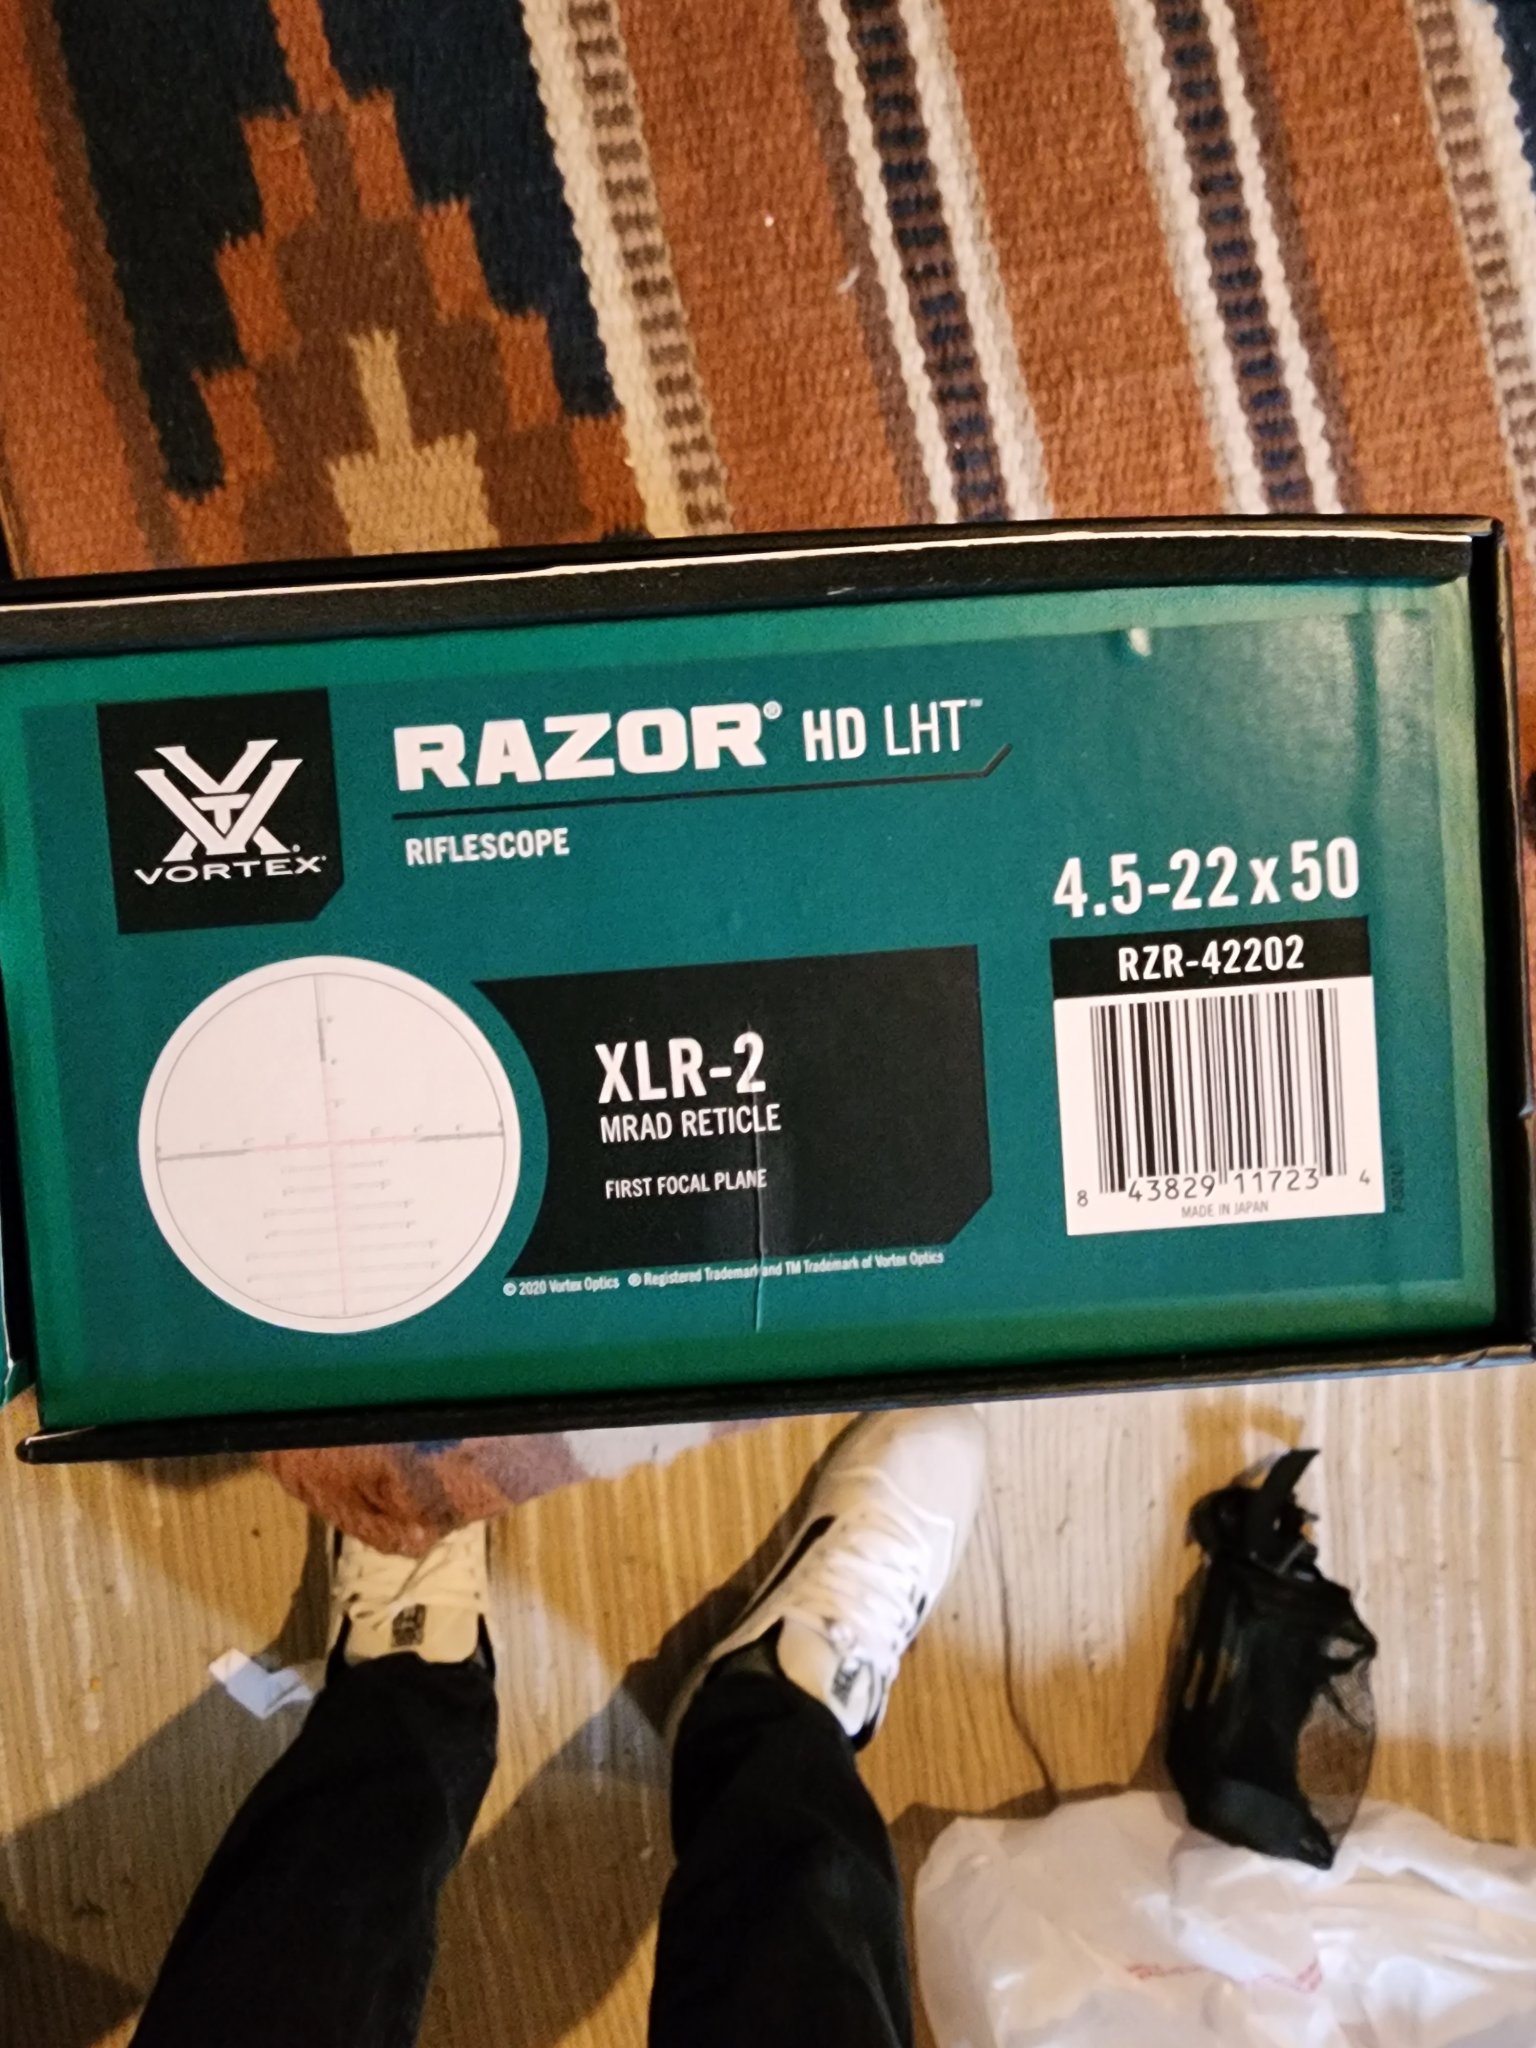 RAZOR® HD LHT™
RIFLESCOPE
VORTEX®
4.5-22x50
RZR-42202
XLR-2
MRAD RETICLE
FIRST FOCAL PLANE
8 43829 11723 4
MADE IN JAPAN
© 2020 Vortex Optics ® Registered Trademark and TM Trademark of Vortex Optics